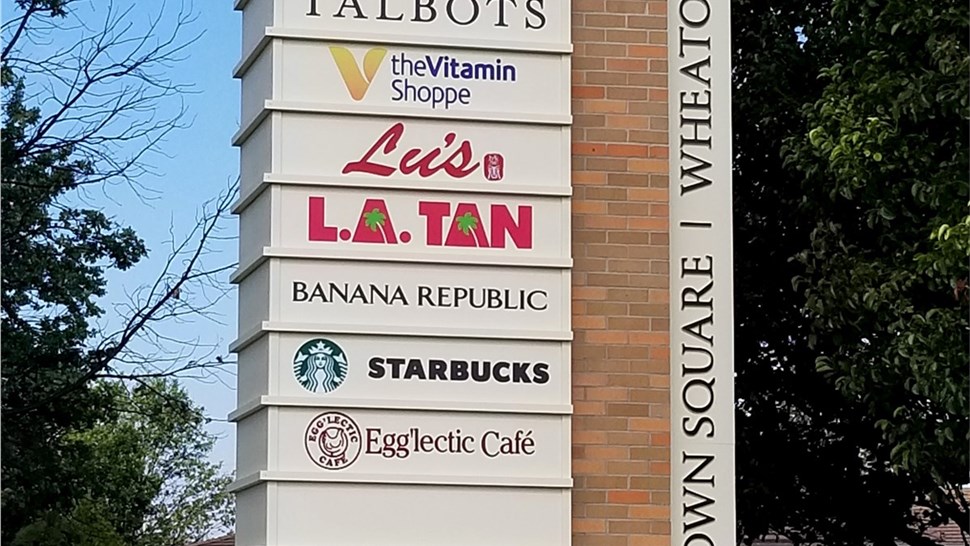 TALBOTS
theVitamin
Shoppe
Lu's
L.A. TAN
BANANA REPUBLIC
STARBUCKS
EGG'LECTIC CAFE
Egg'lectic Café
OWN SQUARE | WHEATO